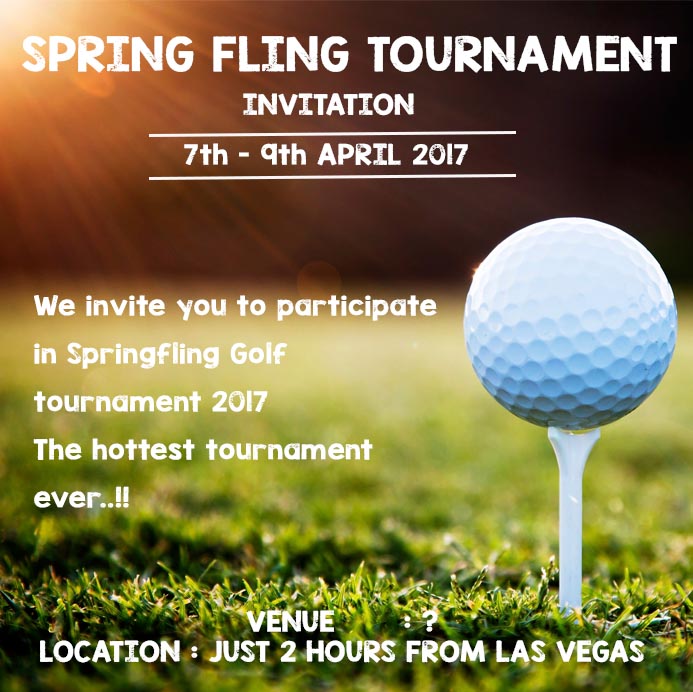 SPRING FLING TOURNAMENT
INVITATION
7th - 9th APRIL 2017
We invite you to participate
in Springfling Golf
tournament 2017
The hottest tournament
ever..!!
VENUE : ?
LOCATION : JUST 2 HOURS FROM LAS VEGAS